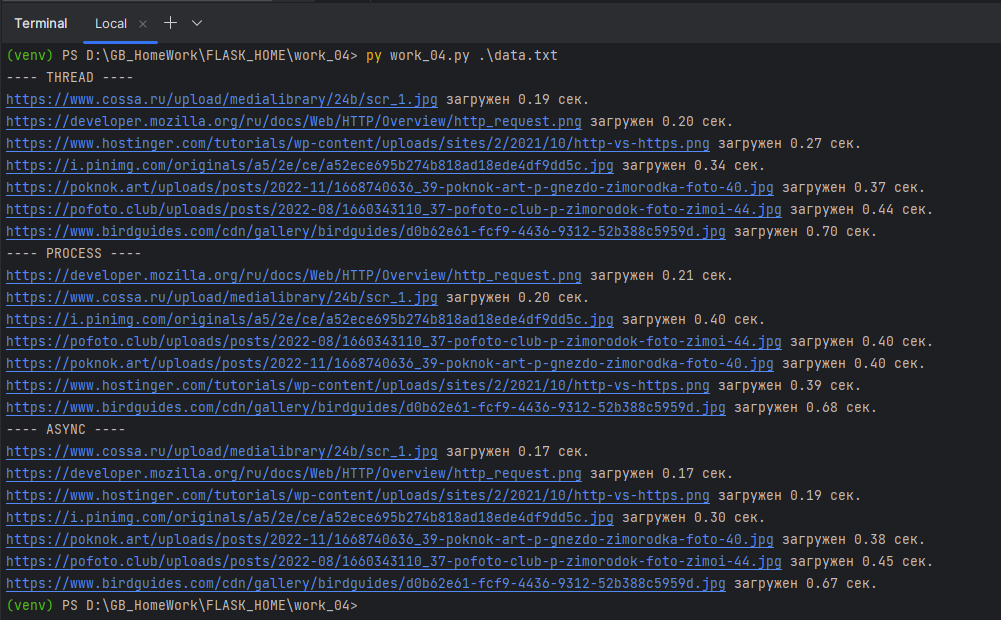 Terminal Local × + ⌵
(venv) PS D:\GB_HomeWork\FLASK_HOME\work_04> py work_04.py .\data.txt
---- THREAD ----
https://www.cossa.ru/upload/medialibrary/24b/scr_1.jpg загружен 0.19 сек.
https://developer.mozilla.org/ru/docs/Web/HTTP/Overview/http_request.png загружен 0.20 сек.
https://www.hostinger.com/tutorials/wp-content/uploads/sites/2/2021/10/http-vs-https.png загружен 0.27 сек.
https://i.pinimg.com/originals/a5/2e/ce/a52ece695b274b818ad18ede4df9dd5c.jpg загружен 0.34 сек.
https://poknok.art/uploads/posts/2022-11/1668740636_39-poknok-art-p-gnezdo-zimorodka-foto-40.jpg загружен 0.37 сек.
https://pofoto.club/uploads/posts/2022-08/1660343110_37-pofoto-club-p-zimorodok-foto-zimoi-44.jpg загружен 0.44 сек.
https://www.birdguides.com/cdn/gallery/birdguides/d0b62e61-fcf9-4436-9312-52b388c5959d.jpg загружен 0.70 сек.
---- PROCESS ----
https://developer.mozilla.org/ru/docs/Web/HTTP/Overview/http_request.png загружен 0.21 сек.
https://www.cossa.ru/upload/medialibrary/24b/scr_1.jpg загружен 0.20 сек.
https://i.pinimg.com/originals/a5/2e/ce/a52ece695b274b818ad18ede4df9dd5c.jpg загружен 0.40 сек.
https://pofoto.club/uploads/posts/2022-08/1660343110_37-pofoto-club-p-zimorodok-foto-zimoi-44.jpg загружен 0.40 сек.
https://poknok.art/uploads/posts/2022-11/1668740636_39-poknok-art-p-gnezdo-zimorodka-foto-40.jpg загружен 0.40 сек.
https://www.hostinger.com/tutorials/wp-content/uploads/sites/2/2021/10/http-vs-https.png загружен 0.39 сек.
https://www.birdguides.com/cdn/gallery/birdguides/d0b62e61-fcf9-4436-9312-52b388c5959d.jpg загружен 0.68 сек.
---- ASYNC ----
https://www.cossa.ru/upload/medialibrary/24b/scr_1.jpg загружен 0.17 сек.
https://developer.mozilla.org/ru/docs/Web/HTTP/Overview/http_request.png загружен 0.17 сек.
https://www.hostinger.com/tutorials/wp-content/uploads/sites/2/2021/10/http-vs-https.png загружен 0.19 сек.
https://i.pinimg.com/originals/a5/2e/ce/a52ece695b274b818ad18ede4df9dd5c.jpg загружен 0.30 сек.
https://poknok.art/uploads/posts/2022-11/1668740636_39-poknok-art-p-gnezdo-zimorodka-foto-40.jpg загружен 0.38 сек.
https://pofoto.club/uploads/posts/2022-08/1660343110_37-pofoto-club-p-zimorodok-foto-zimoi-44.jpg загружен 0.45 сек.
https://www.birdguides.com/cdn/gallery/birdguides/d0b62e61-fcf9-4436-9312-52b388c5959d.jpg загружен 0.67 сек.
(venv) PS D:\GB_HomeWork\FLASK_HOME\work_04>